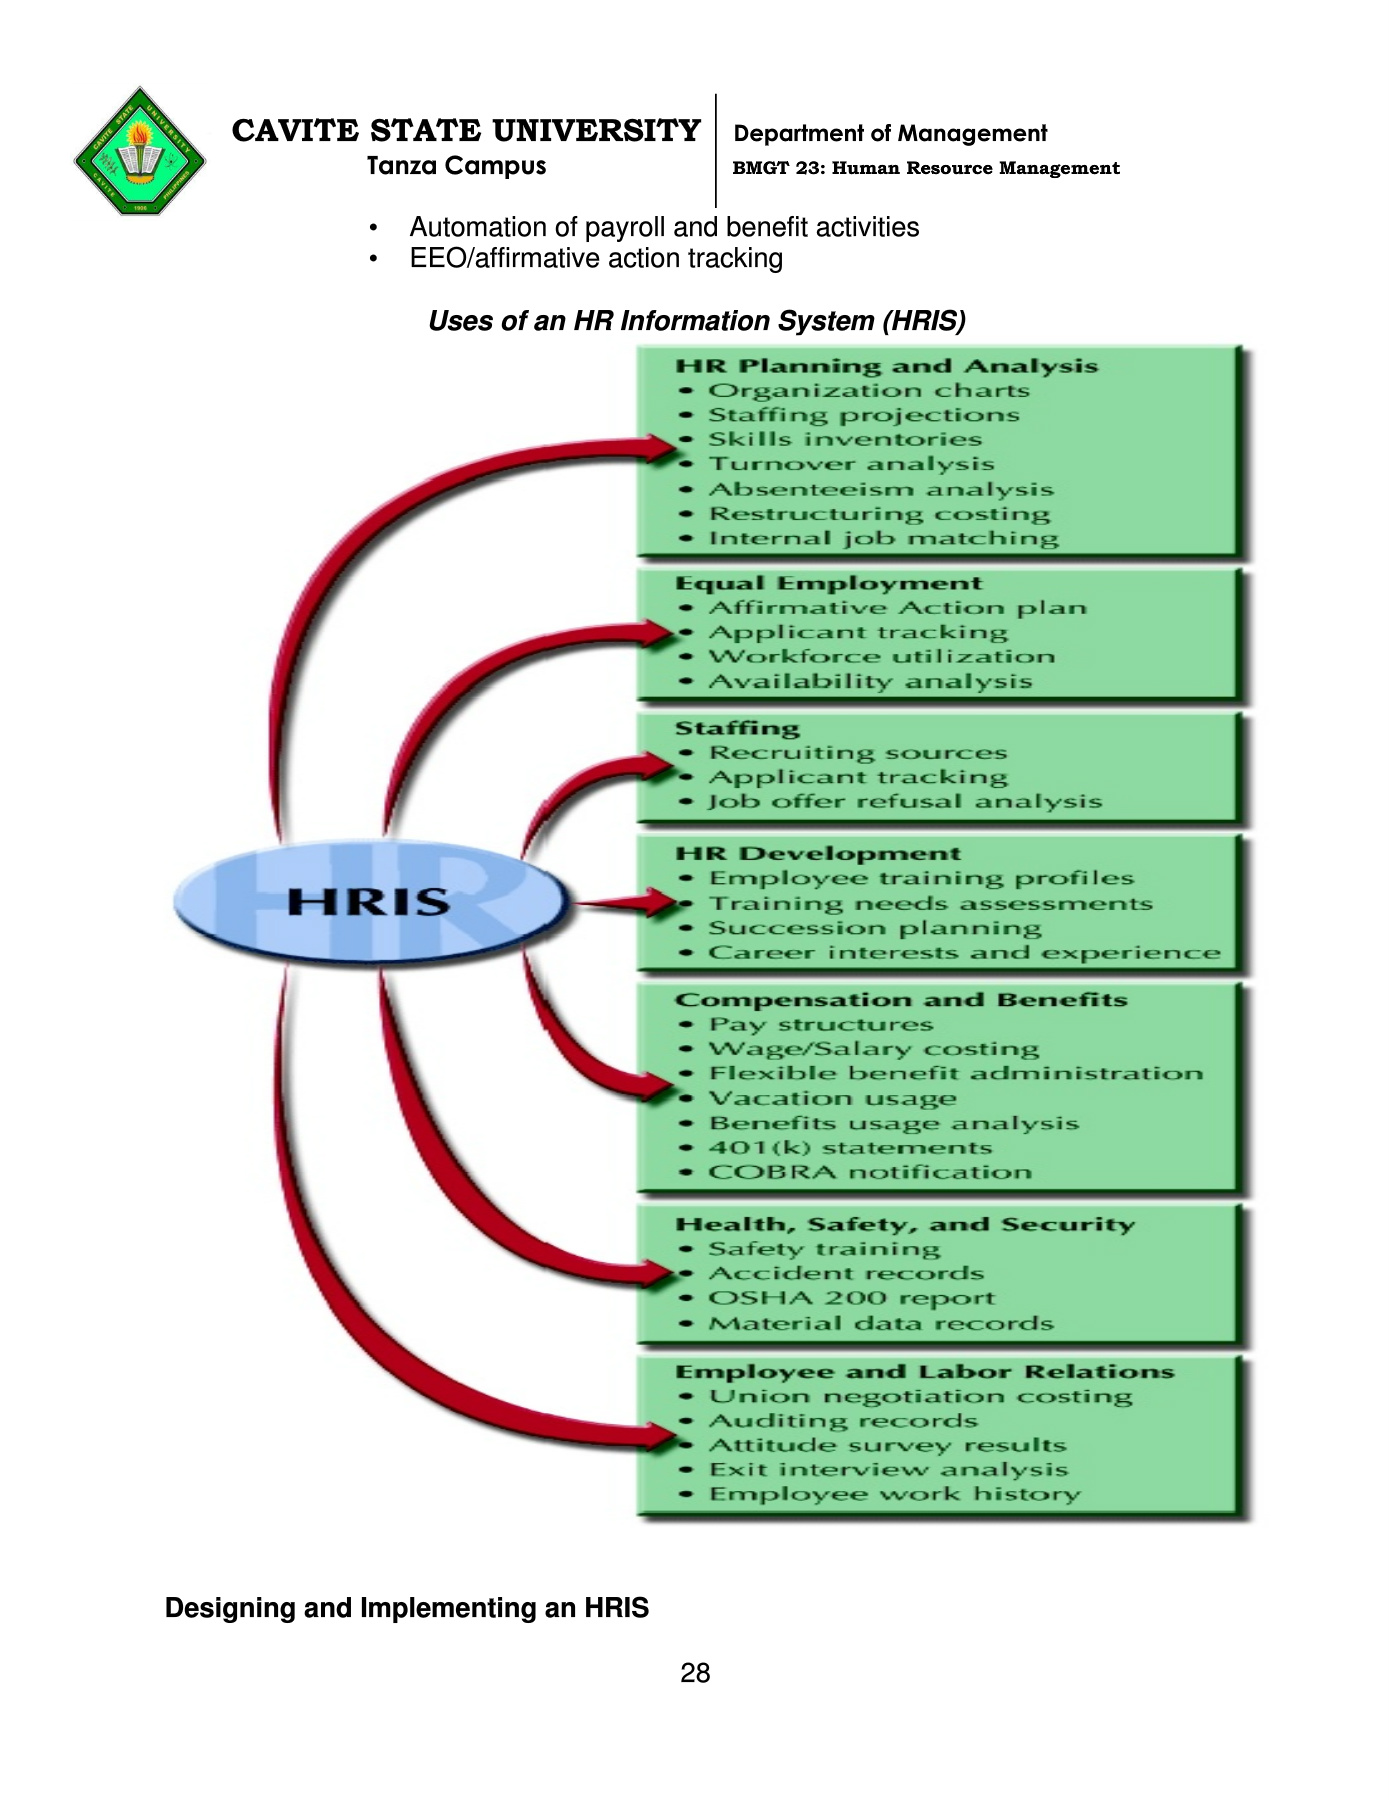 CAVITE STATE UNIVERSITY
Tanza Campus
Department of Management
BMGT 23: Human Resource Management
CAVITE STATE UNIVERSITY
CAVITE
PHILIPPINES
1906
• Automation of payroll and benefit activities
• EEO/affirmative action tracking
Uses of an HR Information System (HRIS)
HR Planning and Analysis
• Organization charts
• Staffing projections
• Skills inventories
• Turnover analysis
• Absenteeism analysis
• Restructuring costing
• Internal job matching
Equal Employment
• Affirmative Action plan
• Applicant tracking
• Workforce utilization
• Availability analysis
Staffing
• Recruiting sources
• Applicant tracking
• Job offer refusal analysis
HR
HRIS
HR Development
• Employee training profiles
• Training needs assessments
• Succession planning
• Career interests and experience
Compensation and Benefits
• Pay structures
• Wage/Salary costing
• Flexible benefit administration
• Vacation usage
• Benefits usage analysis
• 401(k) statements
• COBRA notification
Health, Safety, and Security
• Safety training
• Accident records
• OSHA 200 report
• Material data records
Employee and Labor Relations
• Union negotiation costing
• Auditing records
• Attitude survey results
• Exit interview analysis
• Employee work history
Designing and Implementing an HRIS
28